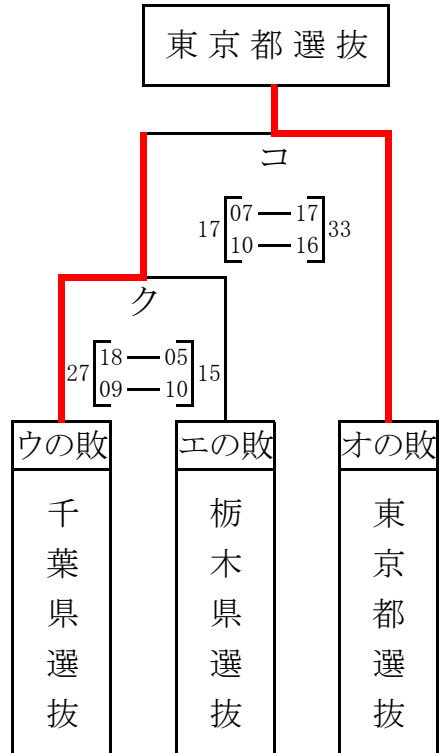 東京都選抜
コ
17 07 — 17 33
10 — 16
ク
27 18 — 05 15
09 — 10
ウの敗 エの敗 オの敗
千葉県選抜
栃木県選抜
東京都選抜